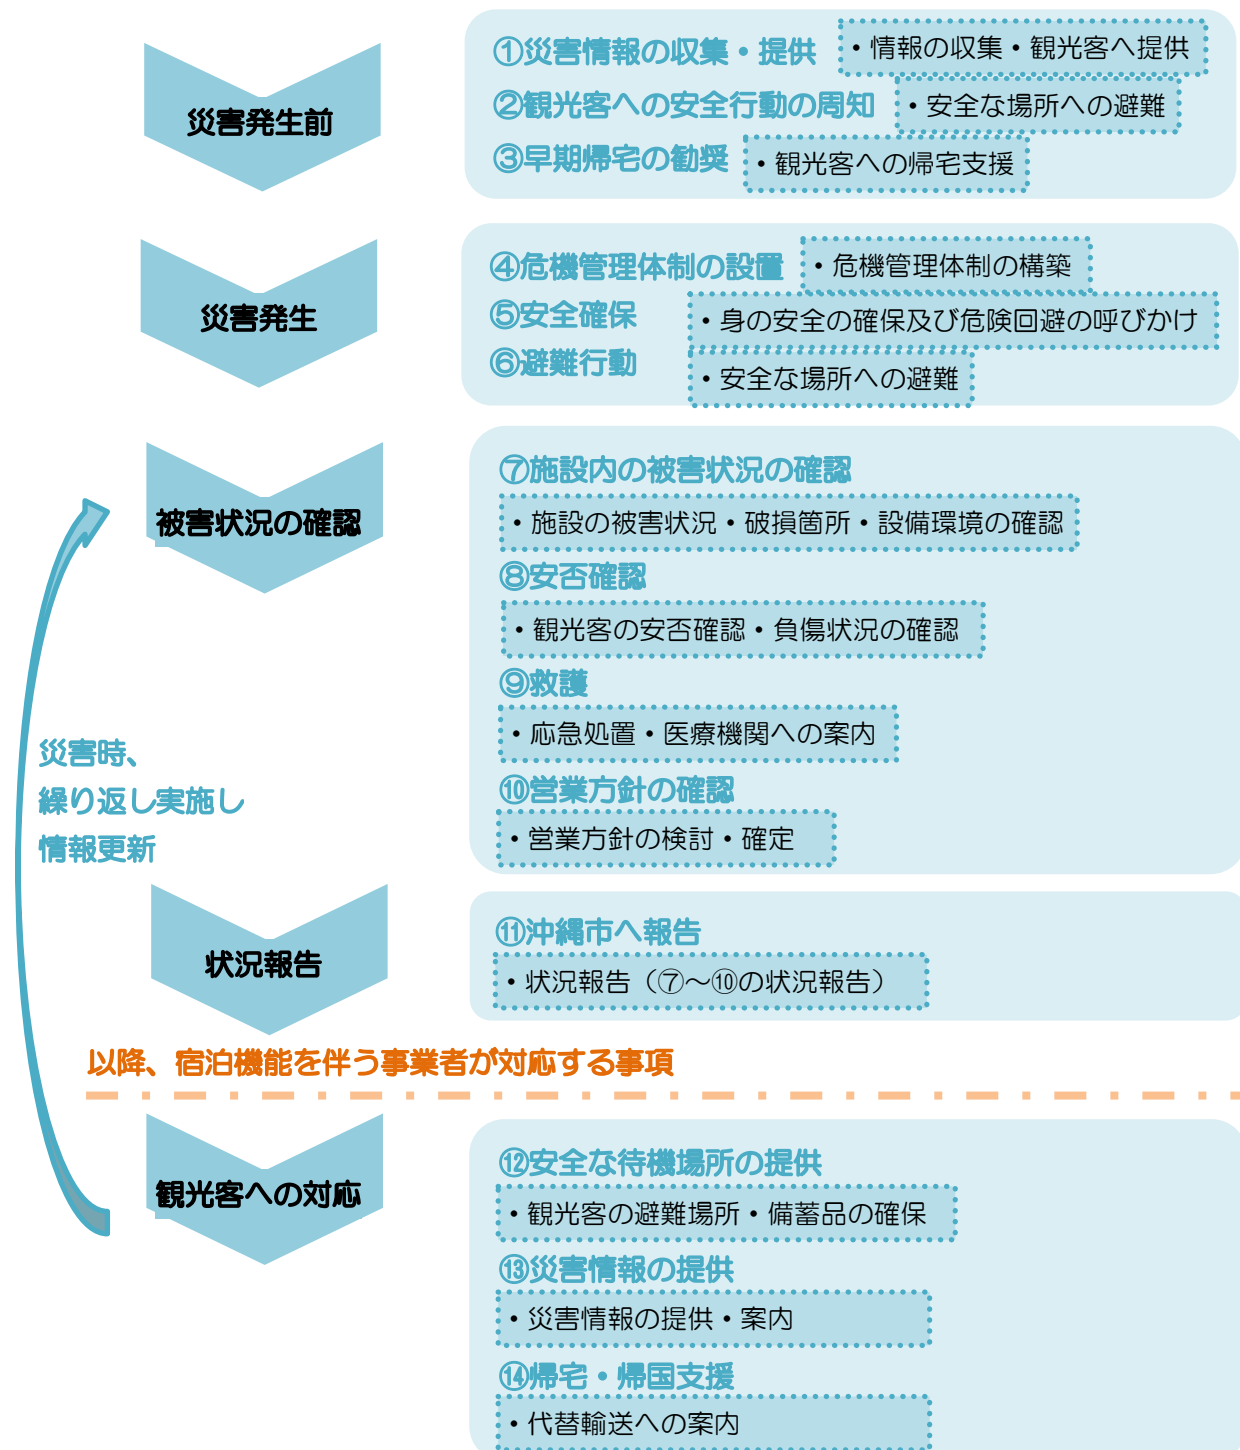 災害発生前
①災害情報の収集・提供 ・情報の収集・観光客へ提供
②観光客への安全行動の周知 ・安全な場所への避難
③早期帰宅の勧奨 ・観光客への帰宅支援
災害発生
④危機管理体制の設置 ・危機管理体制の構築
⑤安全確保 ・身の安全の確保及び危険回避の呼びかけ
⑥避難行動 ・安全な場所への避難
被害状況の確認
⑦施設内の被害状況の確認
・施設の被害状況・破損箇所・設備環境の確認
⑧安否確認
・観光客の安否確認・負傷状況の確認
⑨救護
・応急処置・医療機関への案内
⑩営業方針の確認
・営業方針の検討・確定
災害時、
繰り返し実施し
情報更新
状況報告
⑪沖縄市へ報告
・状況報告（⑦～⑩の状況報告）
以降、宿泊機能を伴う事業者が対応する事項
観光客への対応
⑫安全な待機場所の提供
・観光客の避難場所・備蓄品の確保
⑬災害情報の提供
・災害情報の提供・案内
⑭帰宅・帰国支援
・代替輸送への案内